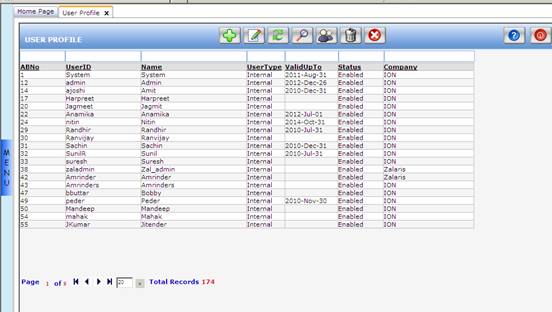 Home Page User Profile x
USER PROFILE
ABNo UserID Name UserType ValidUpTo Status Company
1 System System Internal 2011-Aug-31 Enabled ION
12 admin Admin Internal 2012-Dec-26 Enabled ION
14 ajoshi Amit Internal 2010-Dec-31 Enabled ION
17 Harpreet Harpreet Internal Enabled ION
20 Jagmeet Jagmit Internal Enabled ION
22 Anamika Anamika Internal 2012-Jul-01 Enabled ION
24 nitin Nitin Internal 2014-Oct-31 Enabled ION
29 Randhir Randhir Internal 2010-Jul-31 Enabled ION
30 Ranvijay Ranvijay Internal Enabled ION
31 Sachin Sachin Internal 2010-Dec-31 Enabled ION
32 SunilR Sunil Internal 2010-Jul-31 Enabled ION
33 suresh Suresh Internal Enabled ION
38 zaladmin Zal_admin Internal Enabled Zalaris
42 Amrinder Amrinder Internal Enabled Zalaris
43 Amrinders Amrinders Internal Enabled ION
47 bbuttar Bobby Internal Enabled ION
49 peder Peder Internal 2010-Nov-30 Enabled ION
50 Mandeep Mandeep Internal Enabled ION
54 mahak Mahak Internal Enabled ION
55 JKumar Jitender Internal Enabled ION
MENU
Page 1 of 9 20 Total Records 174